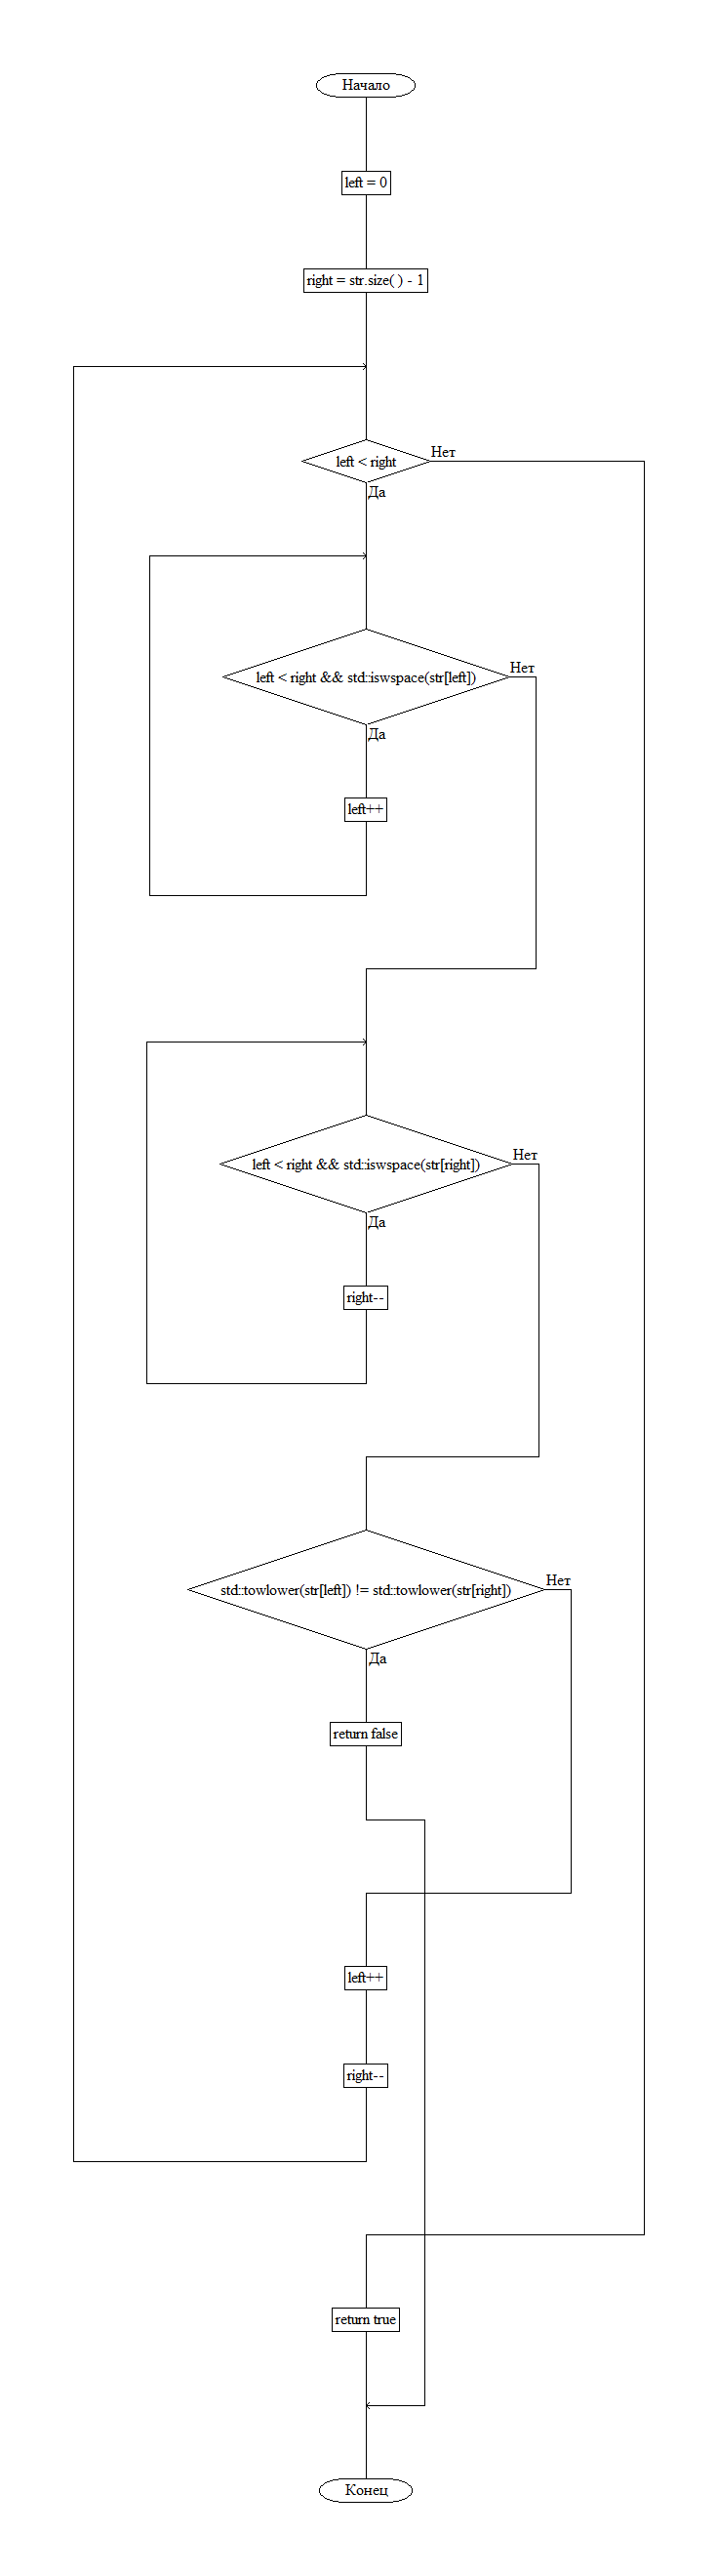 Начало
left = 0
right = str.size( ) - 1
left < right
Нет
Да
left < right && std::iswspace(str[left])
Нет
Да
left++
left < right && std::iswspace(str[right])
Нет
Да
right--
std::towlower(str[left]) != std::towlower(str[right])
Нет
Да
return false
left++
right--
return true
Конец